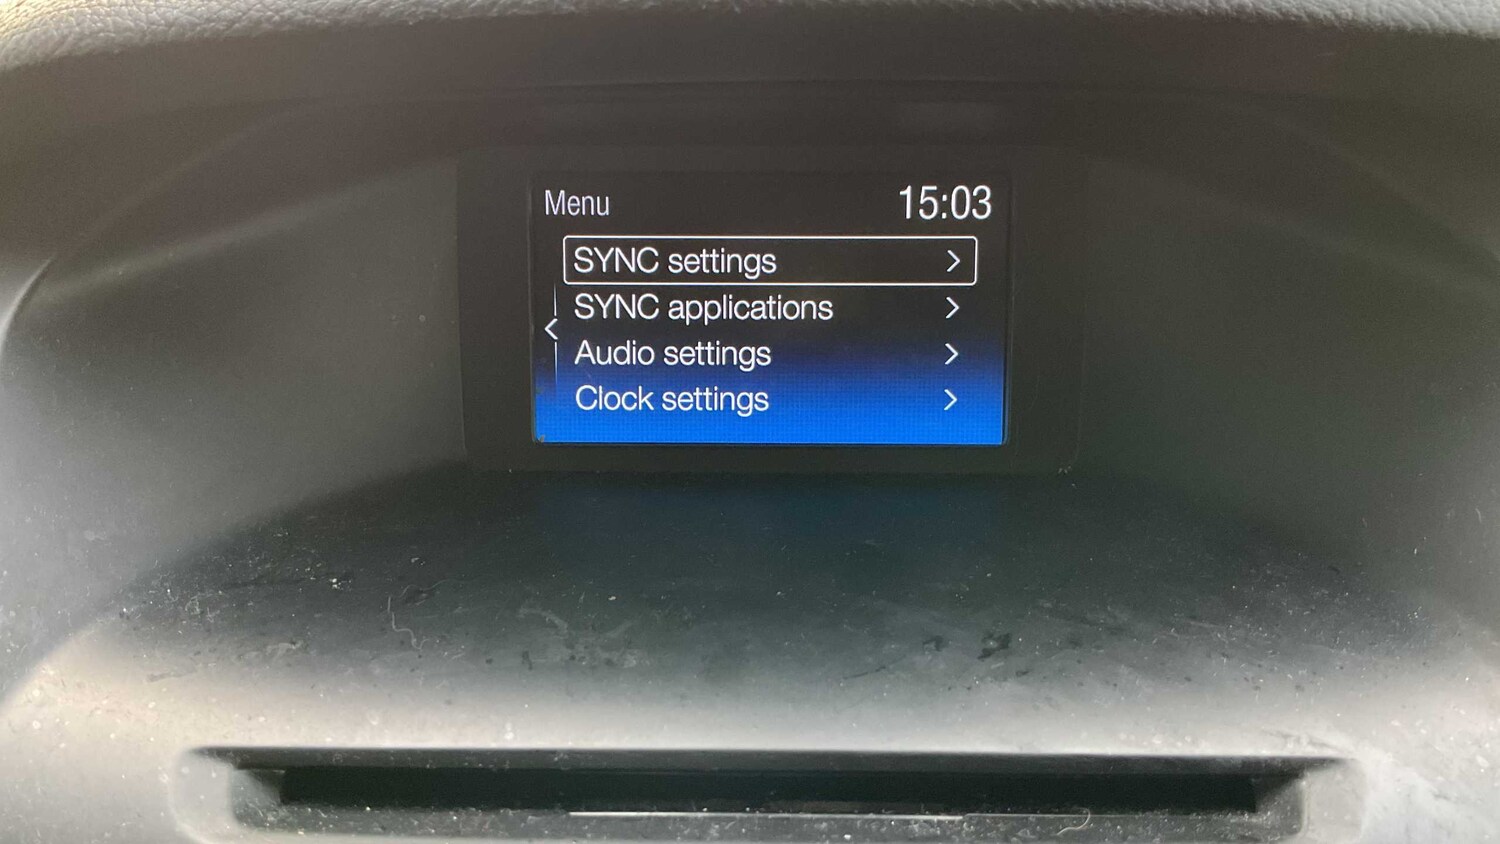 Menu 15:03
SYNC settings
SYNC applications
Audio settings
Clock settings